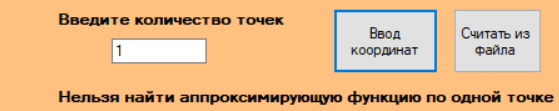 Введите количество точек
1
Ввод
координат
Считать из
файла
Нельзя найти аппроксимирующую функцию по одной точке